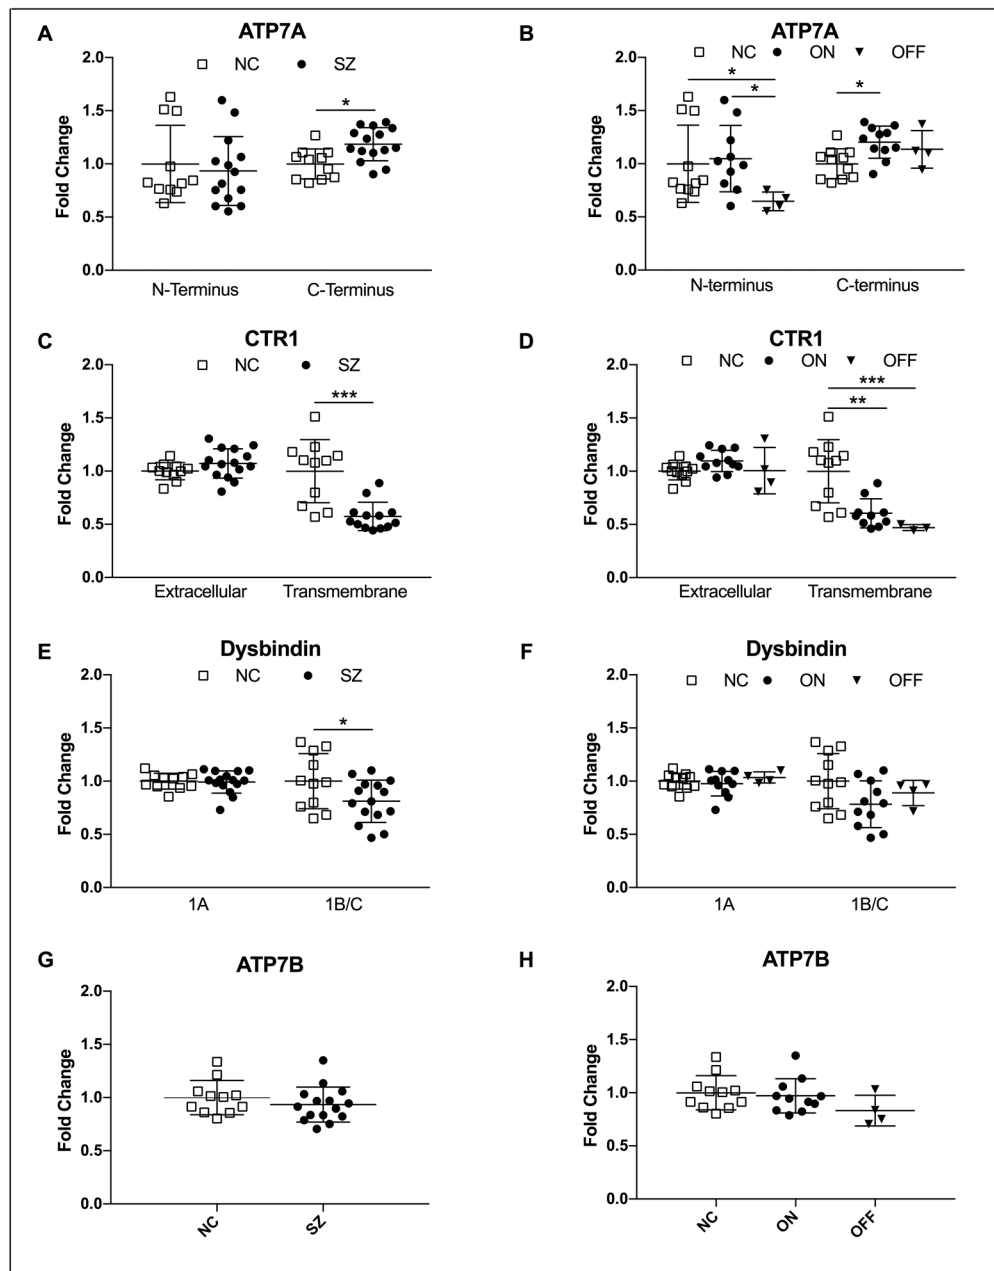 A
ATP7A
NC SZ
2.0
1.5
1.0
0.5
0.0
Fold Change
*
N-Terminus C-Terminus
B
ATP7A
NC ON OFF
2.0
1.5
1.0
0.5
0.0
Fold Change
*
*
*
N-terminus C-terminus
C
CTR1
NC SZ
2.0
1.5
1.0
0.5
0.0
Fold Change
***
Extracellular Transmembrane
D
CTR1
NC ON OFF
2.0
1.5
1.0
0.5
0.0
Fold Change
***
**
Extracellular Transmembrane
E
Dysbindin
NC SZ
2.0
1.5
1.0
0.5
0.0
Fold Change
*
1A 1B/C
F
Dysbindin
NC ON OFF
2.0
1.5
1.0
0.5
0.0
Fold Change
1A 1B/C
G
ATP7B
2.0
1.5
1.0
0.5
0.0
Fold Change
NC SZ
H
ATP7B
2.0
1.5
1.0
0.5
0.0
Fold Change
NC ON OFF